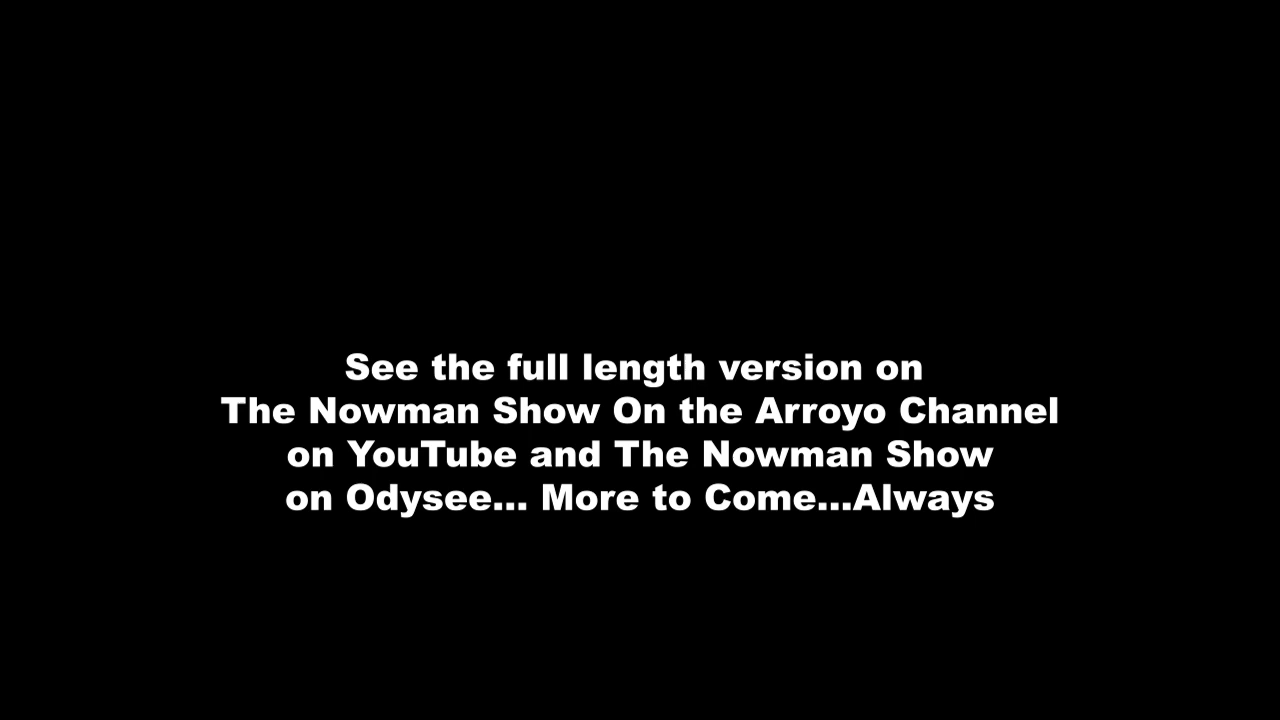 See the full length version on
The Nowman Show On the Arroyo Channel
on YouTube and The Nowman Show
on Odysee... More to Come...Always